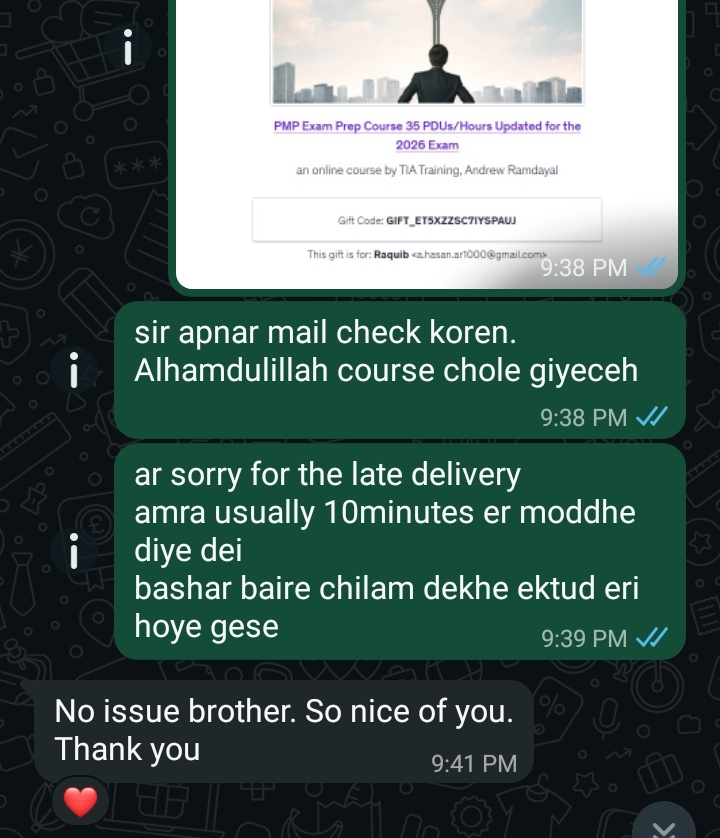 PMP Exam Prep Course 35 PDUs/Hours Updated for the
2026 Exam
an online course by TIA Training, Andrew Ramdayal
Gift Code: GIFT_ET5XZZSC7IYSPAUJ
This gift is for: Raquib <a.hasan.ar1000@gmail.com>
9:38 PM
sir apnar mail check koren.
Alhamdulillah course chole giyeceh
9:38 PM
ar sorry for the late delivery
amra usually 10minutes er moddhe
diye dei
bashar baire chilam dekhe ektud eri
hoye gese
9:39 PM
No issue brother. So nice of you.
Thank you
9:41 PM